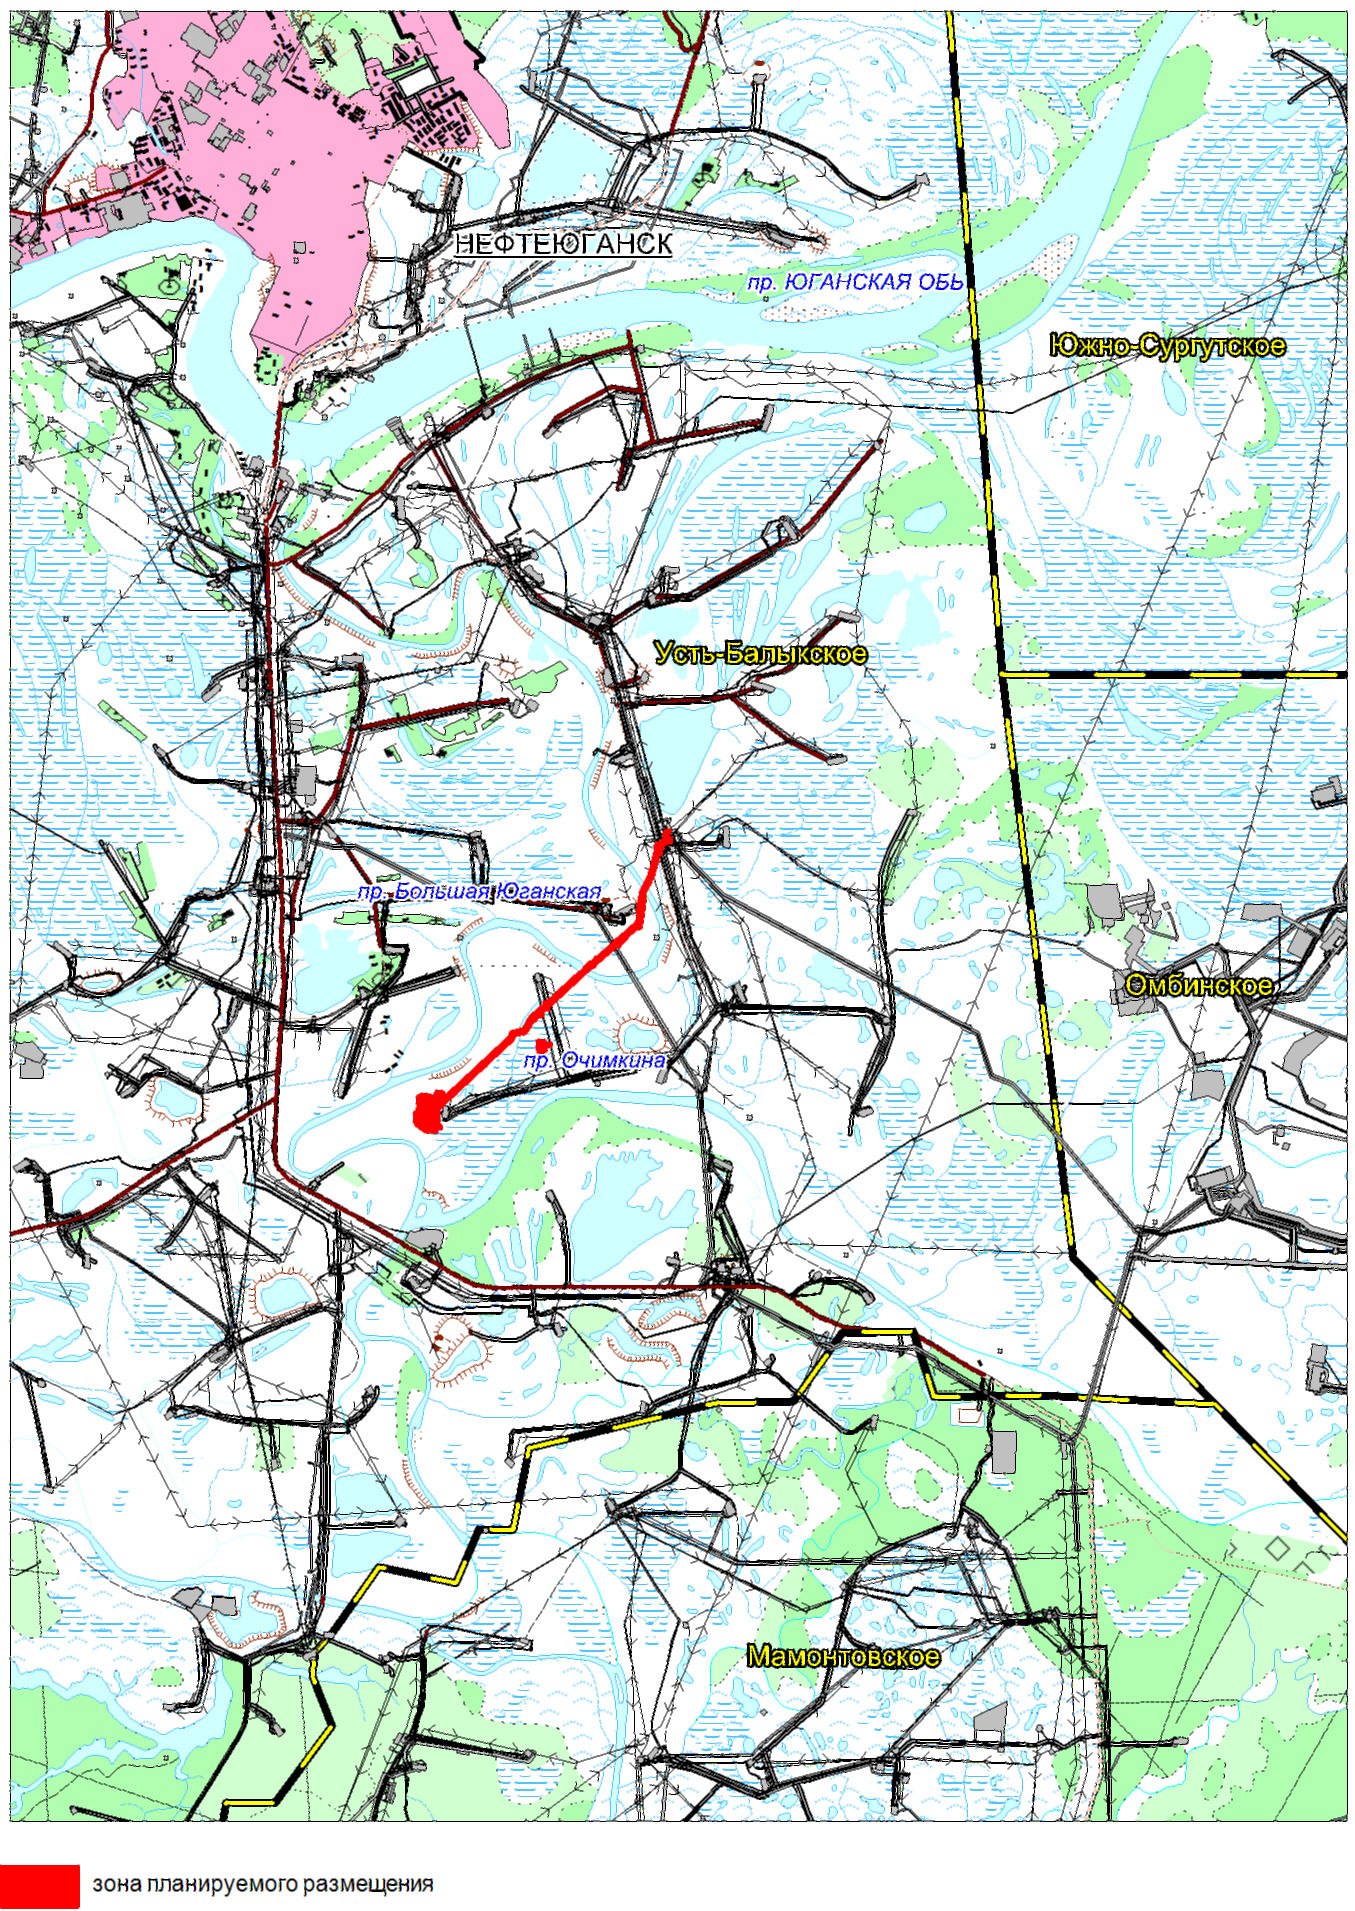 НЕФТЕЮГАНСК
пр. ЮГАНСКАЯ ОБЬ
Южно-Сургутское
Усть-Балыкское
пр. Большая Юганская
Омбинское
пр. Очимкина
Мамонтовское
зона планируемого размещения